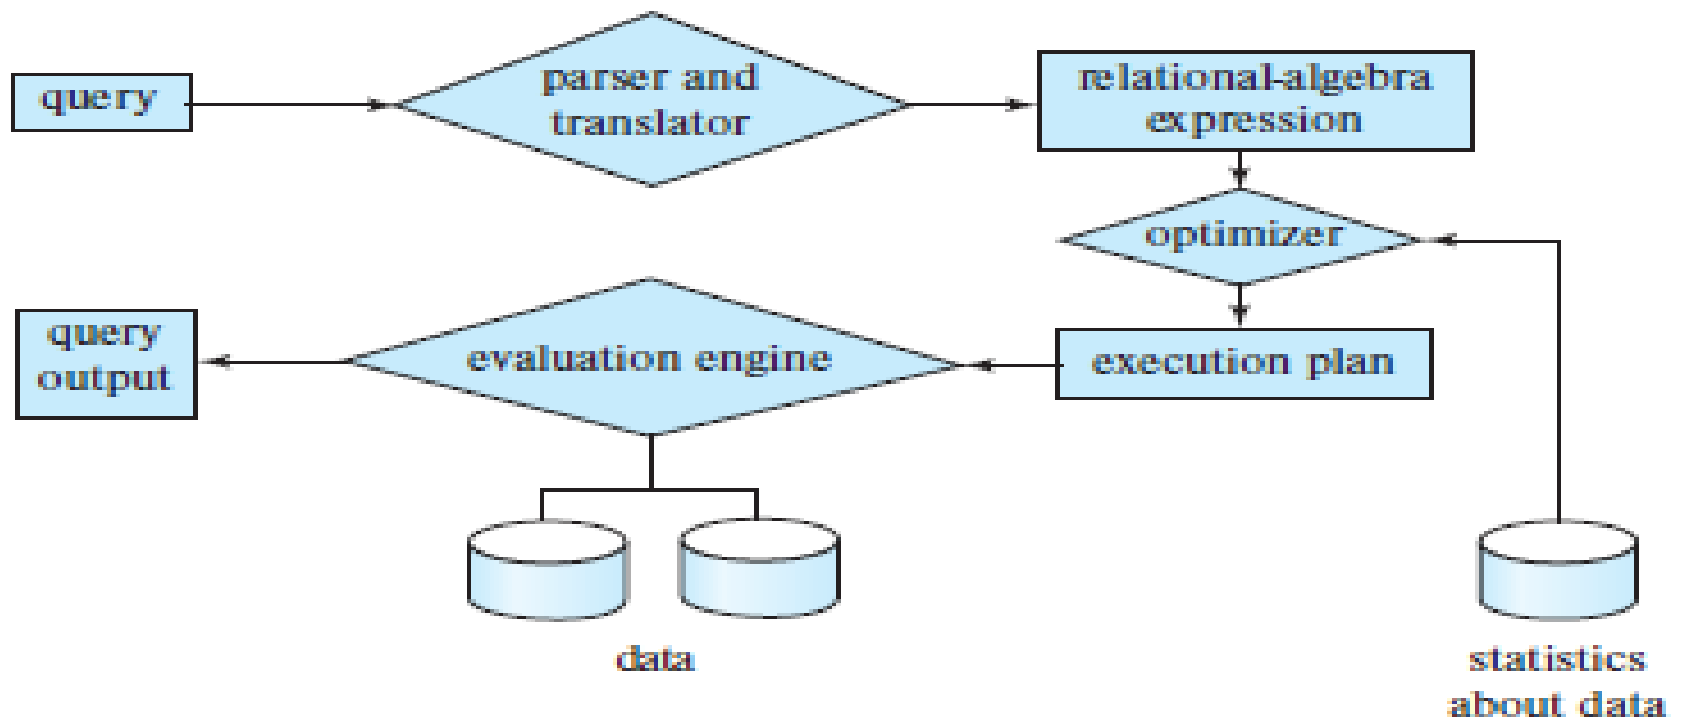 query
parser and
translator
relational-algebra
expression
optimizer
execution plan
evaluation engine
query
output
data
statistics
about data